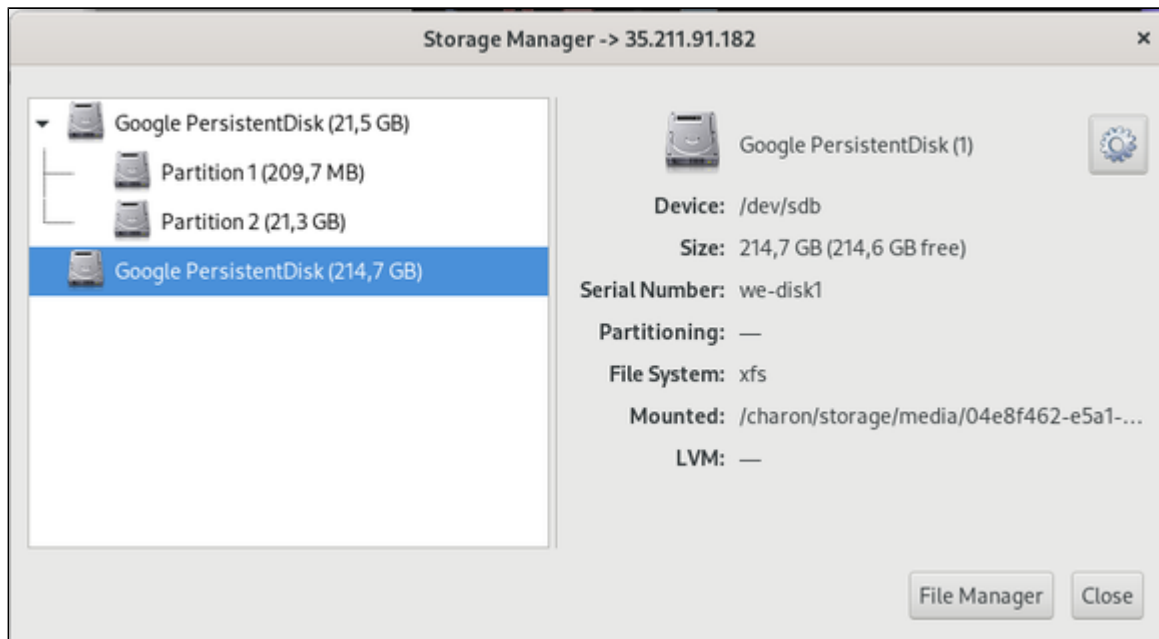 Storage Manager -> 35.211.91.182
×
Google PersistentDisk (21,5 GB)
Partition 1 (209,7 MB)
Partition 2 (21,3 GB)
Google PersistentDisk (214,7 GB)
Google PersistentDisk (1)
Device: /dev/sdb
Size: 214,7 GB (214,6 GB free)
Serial Number: we-disk1
Partitioning: —
File System: xfs
Mounted: /charon/storage/media/04e8f462-e5a1-...
LVM: —
File Manager
Close